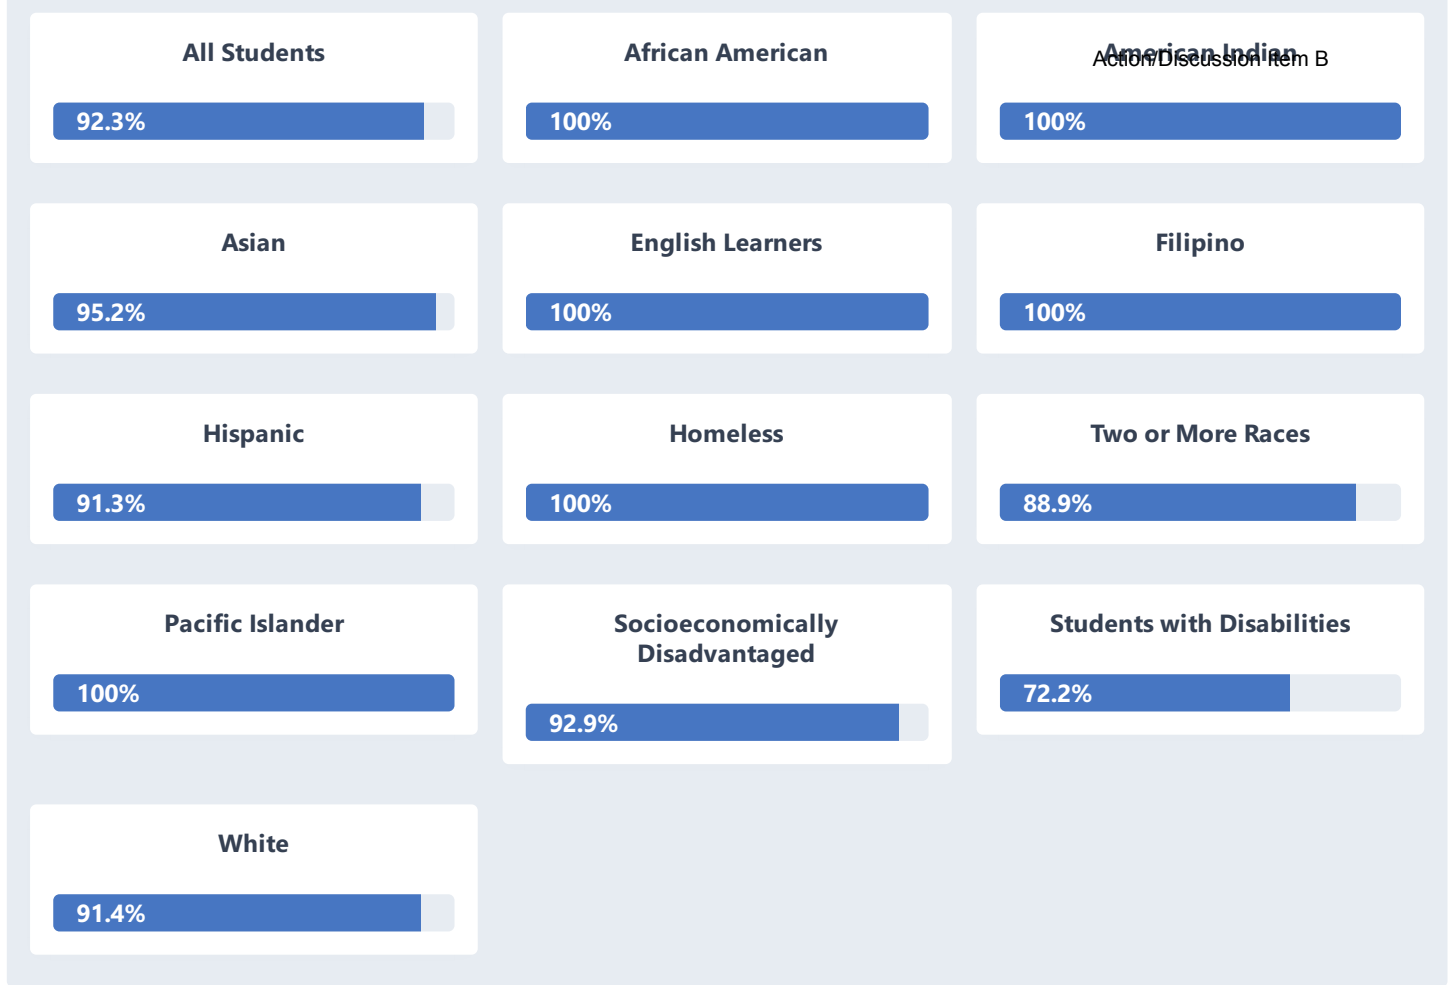 All Students
92.3%
African American
100%
American Indian
Action/Discussion Item B
100%
Asian
95.2%
English Learners
100%
Filipino
100%
Hispanic
91.3%
Homeless
100%
Two or More Races
88.9%
Pacific Islander
100%
Socioeconomically
Disadvantaged
92.9%
Students with Disabilities
72.2%
White
91.4%